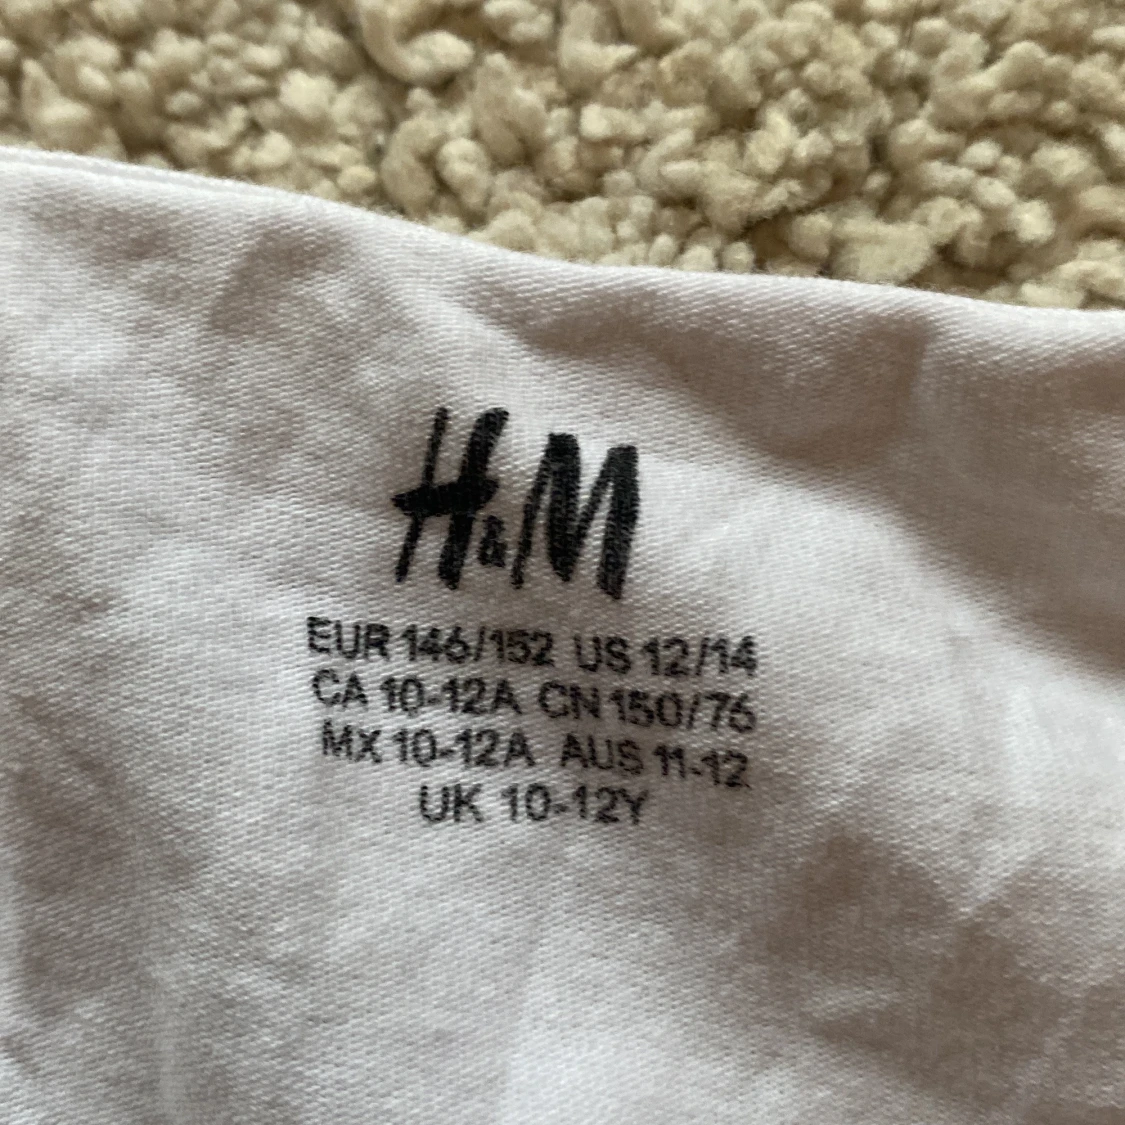 H&M
EUR 146/152 US 12/14
CA 10-12A CN 150/76
MX 10-12A AUS 11-12
UK 10-12Y